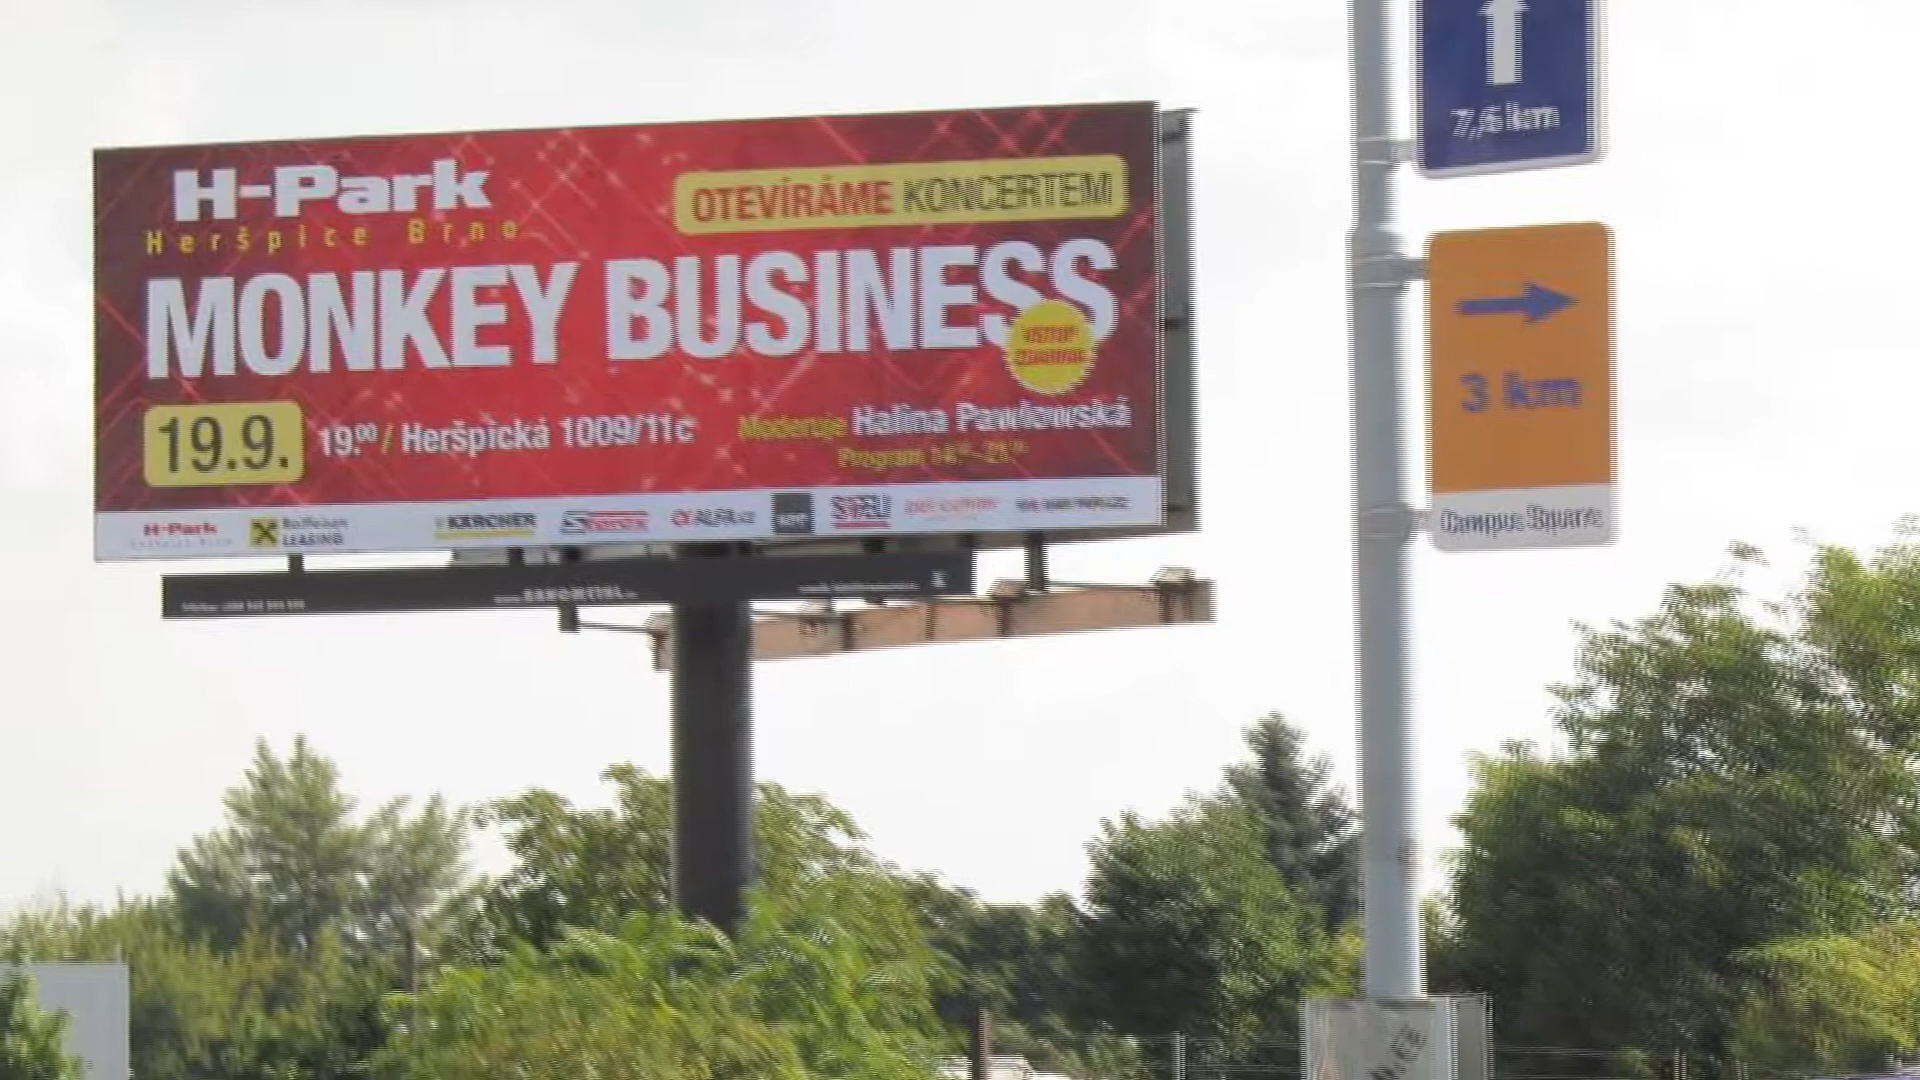 H-Park
Heršpice Brno
OTEVÍRÁME KONCERTEM
MONKEY BUSINESS
19.9.
19.⁰⁰ / Heršpická 1009/11c
Moderuje Halina Pawlowská
Program
H-Park
Raiffeisen
LEASING
KÄRCHER
7,6 km
3 km
Campus Square